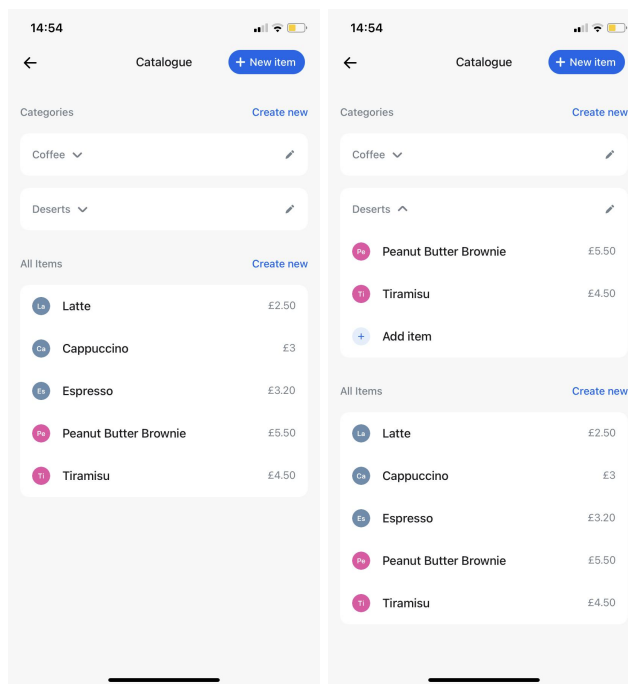 14:54
Catalogue
+ New item
Categories
Create new
Coffee
Deserts
All Items
Create new
La Latte £2.50
Ca Cappuccino £3
Es Espresso £3.20
Pe Peanut Butter Brownie £5.50
Ti Tiramisu £4.50
14:54
Catalogue
+ New item
Categories
Create new
Coffee
Deserts
Pe Peanut Butter Brownie £5.50
Ti Tiramisu £4.50
+ Add item
All Items
Create new
La Latte £2.50
Ca Cappuccino £3
Es Espresso £3.20
Pe Peanut Butter Brownie £5.50
Ti Tiramisu £4.50